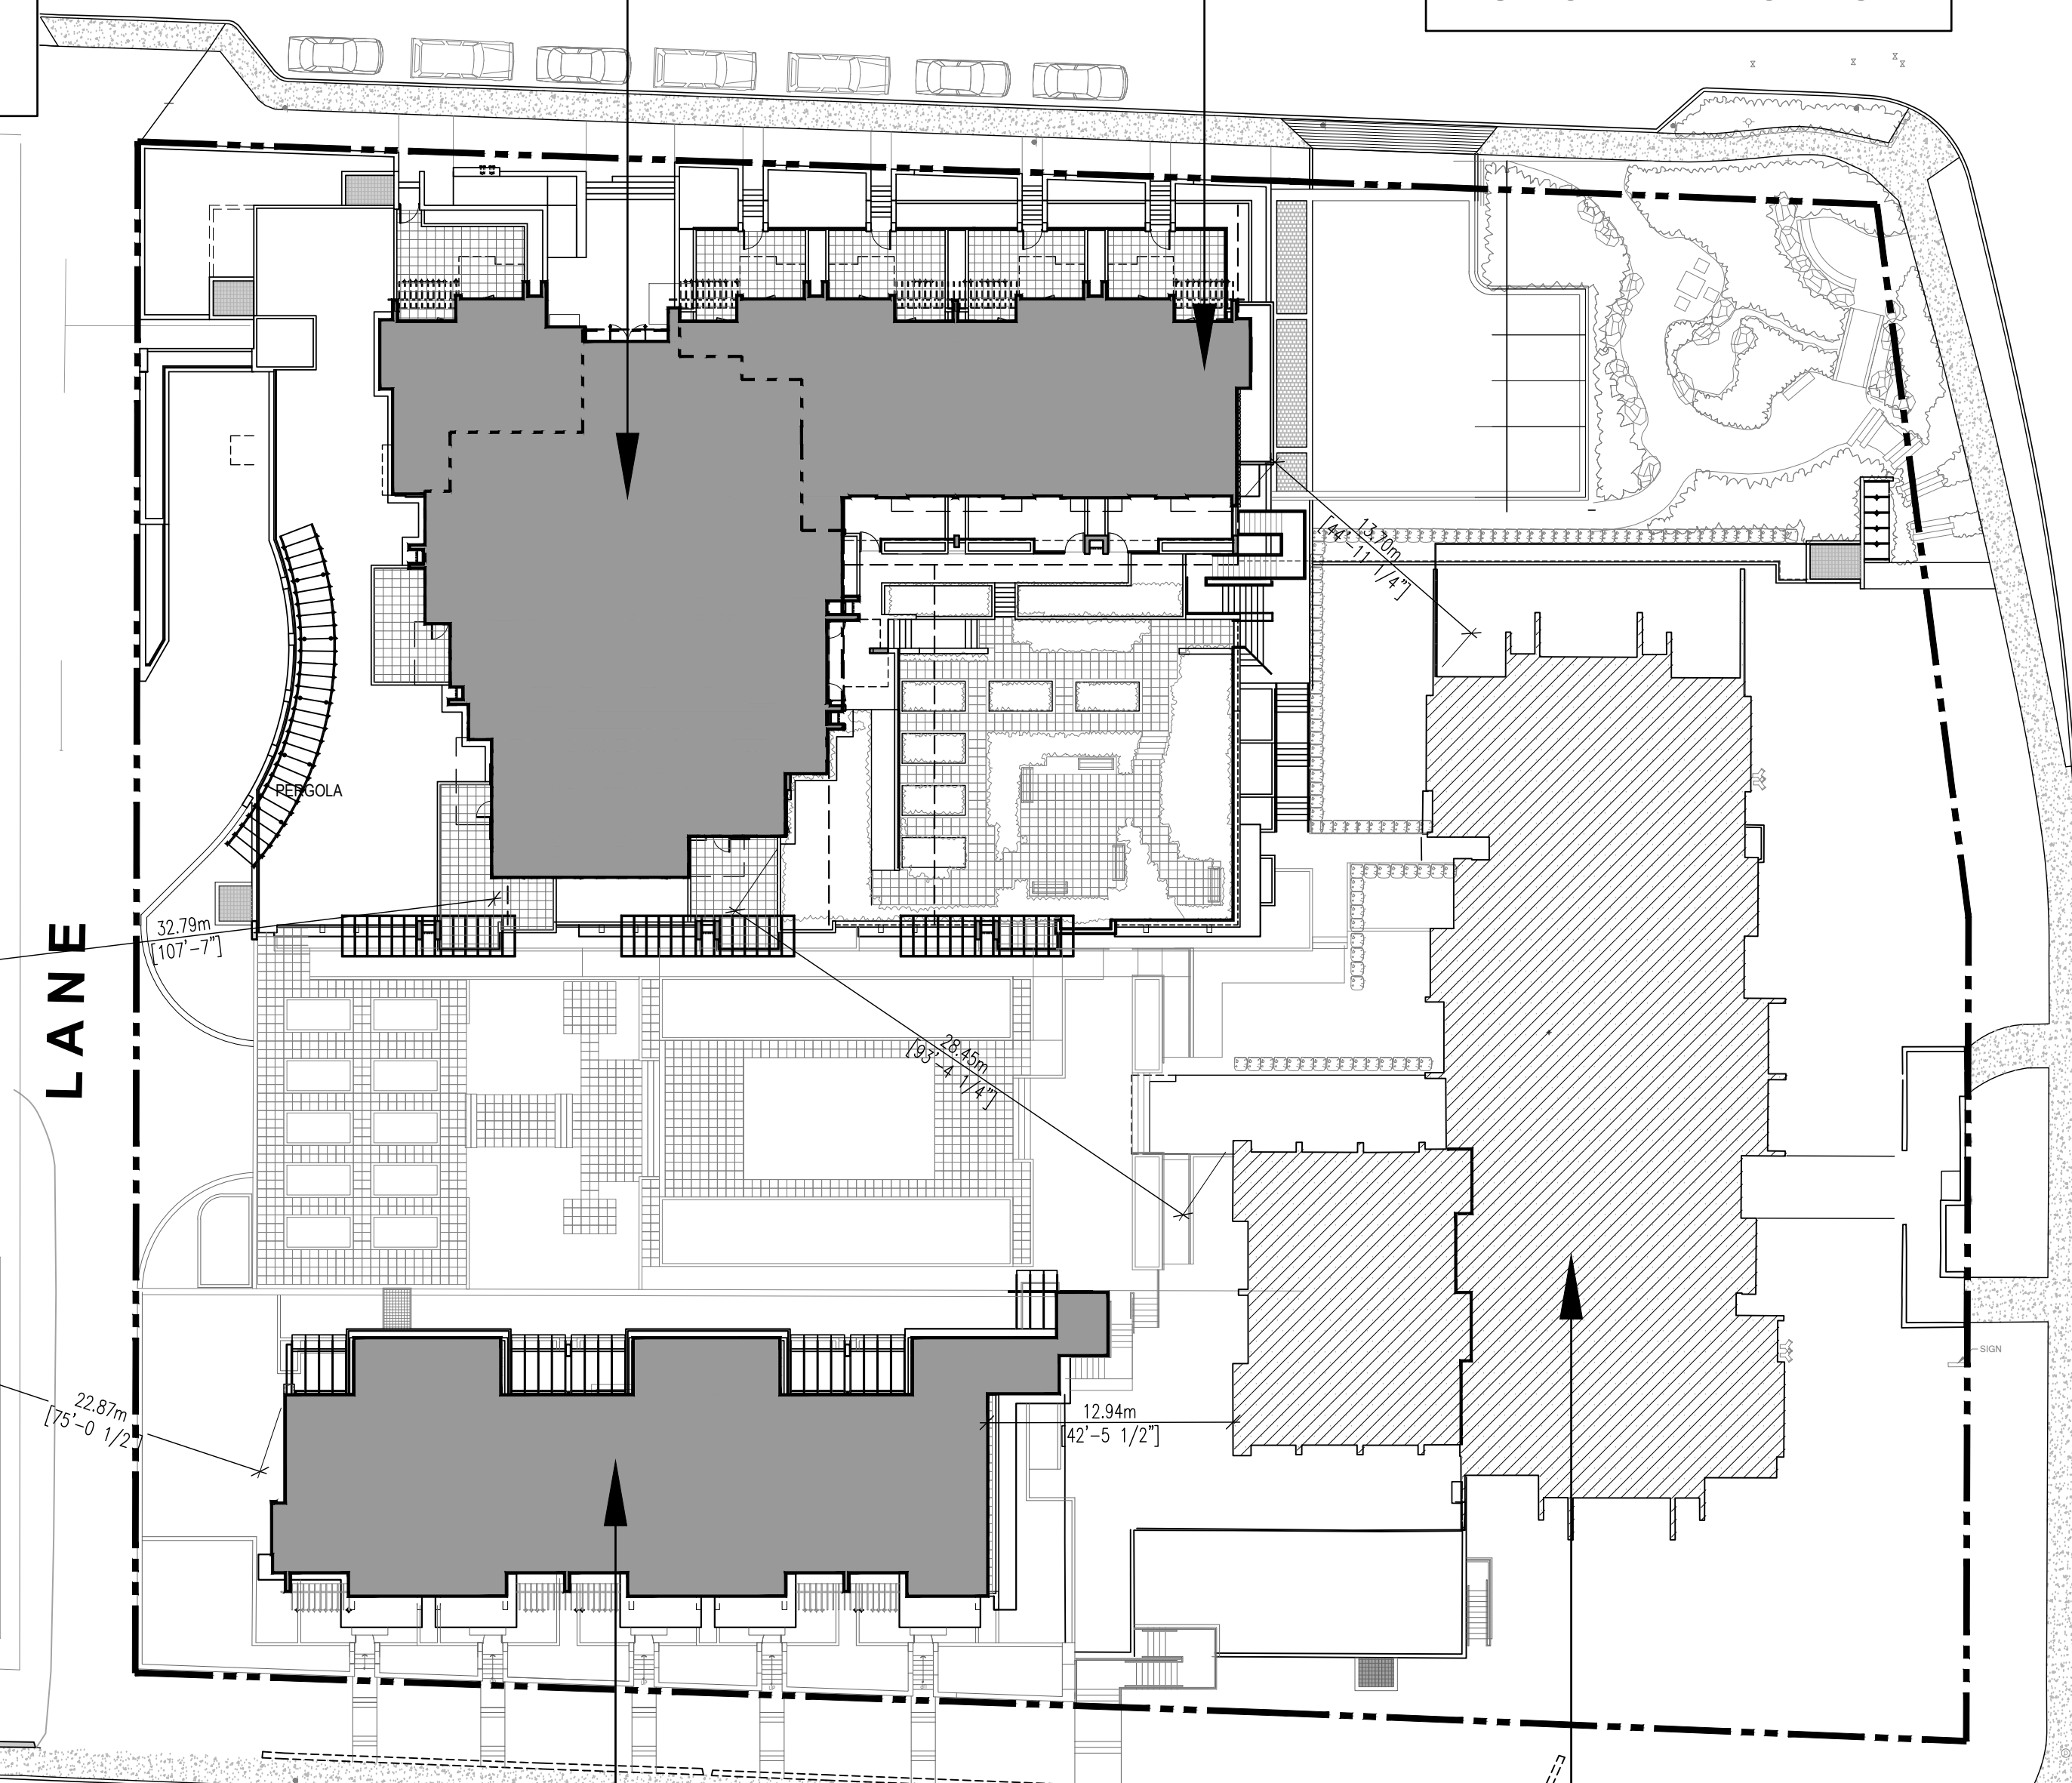 13.70m
[44'-11 1/4"]
PERGOLA
32.79m
[107'-7"]
LANE
28.45m
[93'-4 1/4"]
SIGN
22.87m
[75'-0 1/2
12.94m
[42'-5 1/2"]